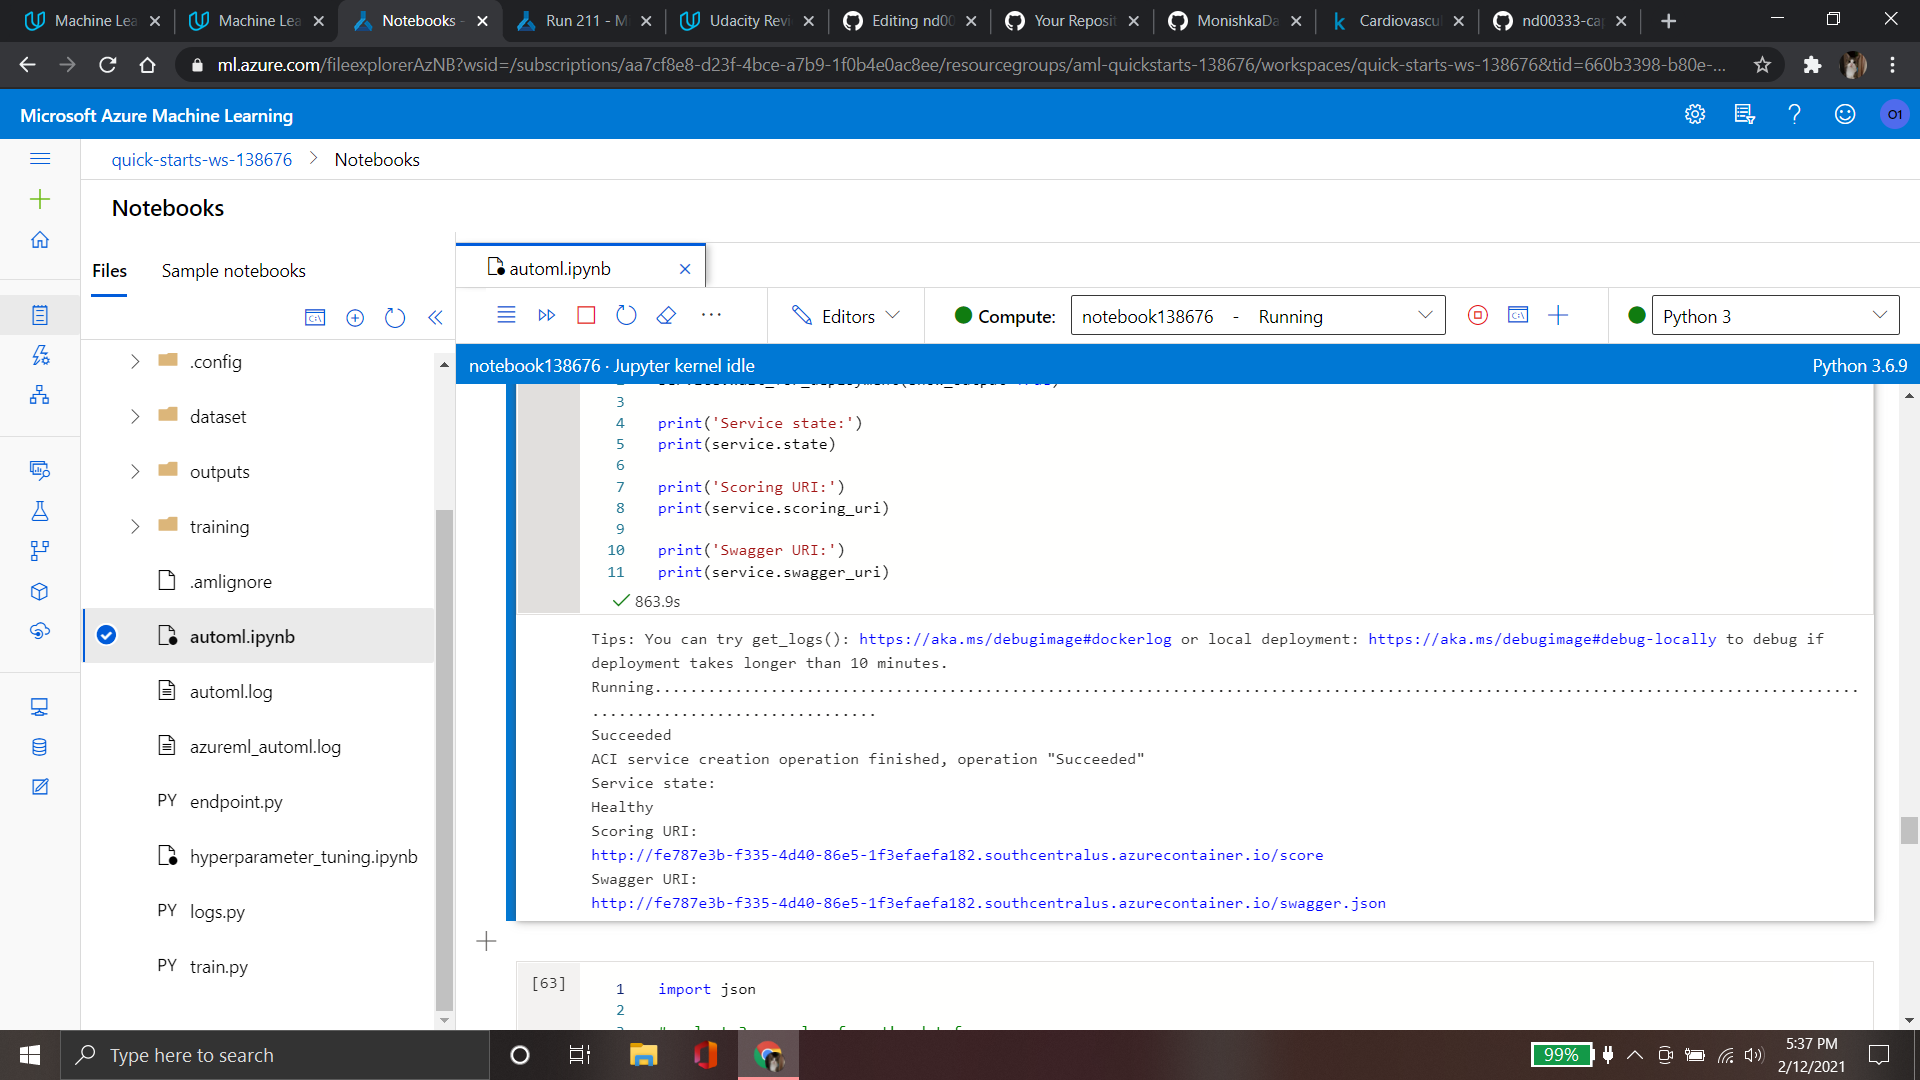 Machine Lea
Machine Lea
Notebooks -
Run 211 - M
Udacity Revi
Editing nd00
Your Reposit
MonishkaDa
Cardiovascul
nd00333-cap
ml.azure.com/fileexplorerAzNB?wsid=/subscriptions/aa7cf8e8-d23f-4bce-a7b9-1f0b4e0ac8ee/resourcegroups/aml-quickstarts-138676/workspaces/quick-starts-ws-138676&tid=660b3398-b80e-...
Microsoft Azure Machine Learning
O1
quick-starts-ws-138676 > Notebooks
Notebooks
Files
Sample notebooks
.config
dataset
outputs
training
.amlignore
automl.ipynb
automl.log
azureml_automl.log
PY endpoint.py
hyperparameter_tuning.ipynb
PY logs.py
PY train.py
automl.ipynb
Editors
Compute: notebook138676 - Running
Python 3
notebook138676 · Jupyter kernel idle
Python 3.6.9
3
4 print('Service state:')
5 print(service.state)
6
7 print('Scoring URI:')
8 print(service.scoring_uri)
9
10 print('Swagger URI:')
11 print(service.swagger_uri)
863.9s
Tips: You can try get_logs(): https://aka.ms/debugimage#dockerlog or local deployment: https://aka.ms/debugimage#debug-locally to debug if
deployment takes longer than 10 minutes.
Running.......................................................................................................................................
................................
Succeeded
ACI service creation operation finished, operation "Succeeded"
Service state:
Healthy
Scoring URI:
http://fe787e3b-f335-4d40-86e5-1f3efaefa182.southcentralus.azurecontainer.io/score
Swagger URI:
http://fe787e3b-f335-4d40-86e5-1f3efaefa182.southcentralus.azurecontainer.io/swagger.json
[63]
1 import json
2
Type here to search
99%
5:37 PM
2/12/2021